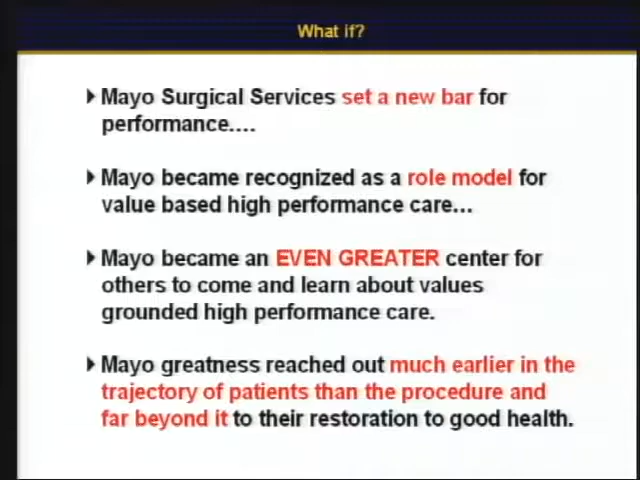 What if?
Mayo Surgical Services set a new bar for
performance....
Mayo became recognized as a role model for
value based high performance care...
Mayo became an EVEN GREATER center for
others to come and learn about values
grounded high performance care.
Mayo greatness reached out much earlier in the
trajectory of patients than the procedure and
far beyond it to their restoration to good health.